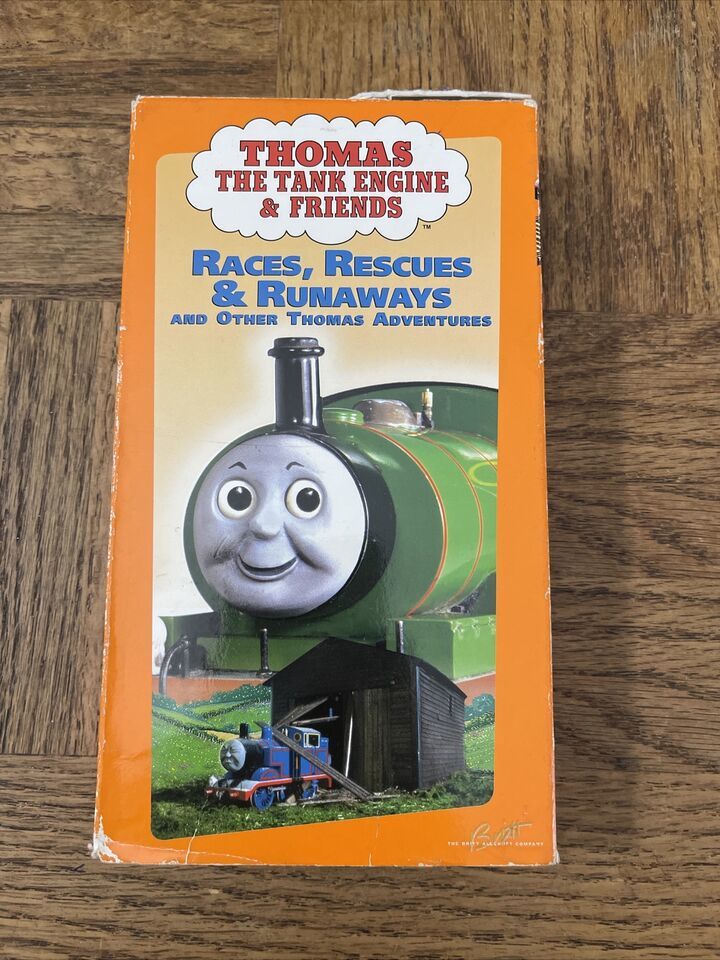 THOMAS
THE TANK ENGINE
& FRIENDS
TM
RACES, RESCUES
& RUNAWAYS
AND OTHER THOMAS ADVENTURES
Britt
THE BRITT ALLCROFT COMPANY